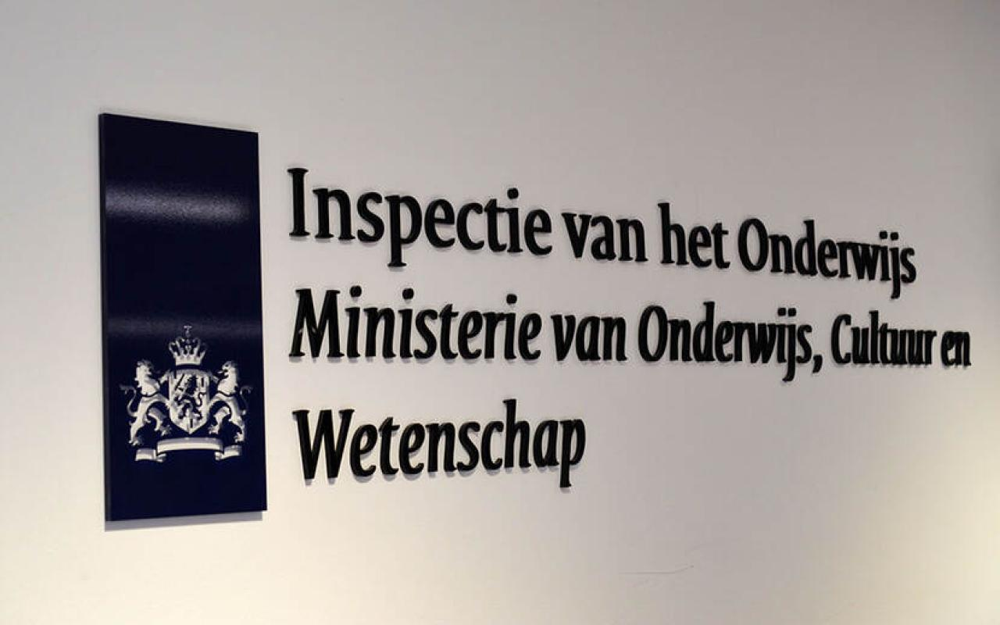 Inspectie van het Onderwijs
Ministerie van Onderwijs, Cultuur en
Wetenschap